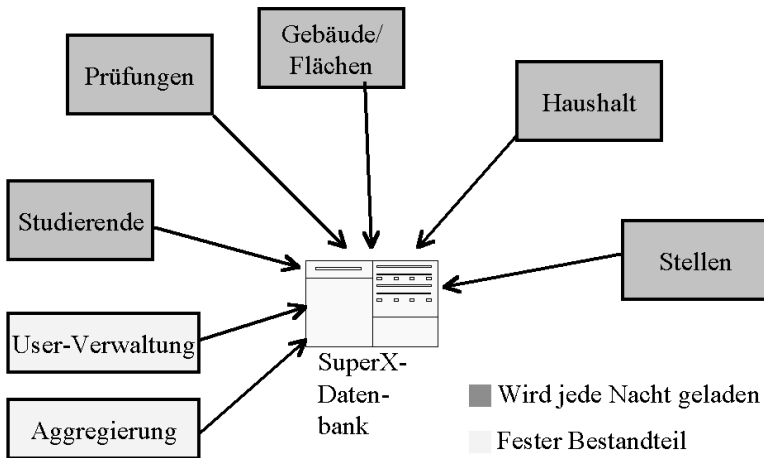 Gebäude/
Flächen
Prüfungen
Haushalt
Studierende
Stellen
User-Verwaltung
Aggregierung
SuperX-
Daten-
bank
Wird jede Nacht geladen
Fester Bestandteil